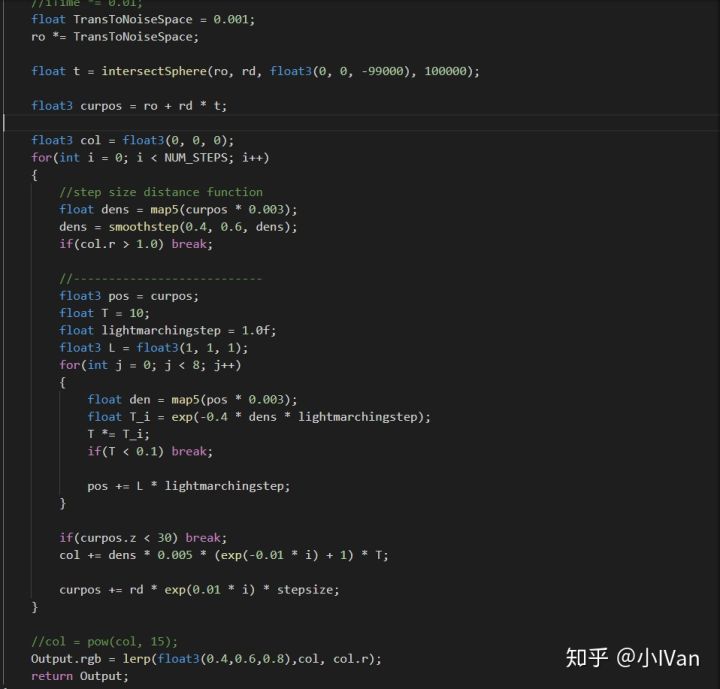 //iTime *= 0.01;
float TransToNoiseSpace = 0.001;
ro *= TransToNoiseSpace;
float t = intersectSphere(ro, rd, float3(0, 0, -99000), 100000);
float3 curpos = ro + rd * t;
float3 col = float3(0, 0, 0);
for(int i = 0; i < NUM_STEPS; i++)
{
//step size distance function
float dens = map5(curpos * 0.003);
dens = smoothstep(0.4, 0.6, dens);
if(col.r > 1.0) break;
//---------------------------
float3 pos = curpos;
float T = 10;
float lightmarchingstep = 1.0f;
float3 L = float3(1, 1, 1);
for(int j = 0; j < 8; j++)
{
float den = map5(pos * 0.003);
float T_i = exp(-0.4 * dens * lightmarchingstep);
T *= T_i;
if(T < 0.1) break;
pos += L * lightmarchingstep;
}
if(curpos.z < 30) break;
col += dens * 0.005 * (exp(-0.01 * i) + 1) * T;
curpos += rd * exp(0.01 * i) * stepsize;
}
//col = pow(col, 15);
Output.rgb = lerp(float3(0.4,0.6,0.8),col, col.r);
return Output;
知乎 @小IVan